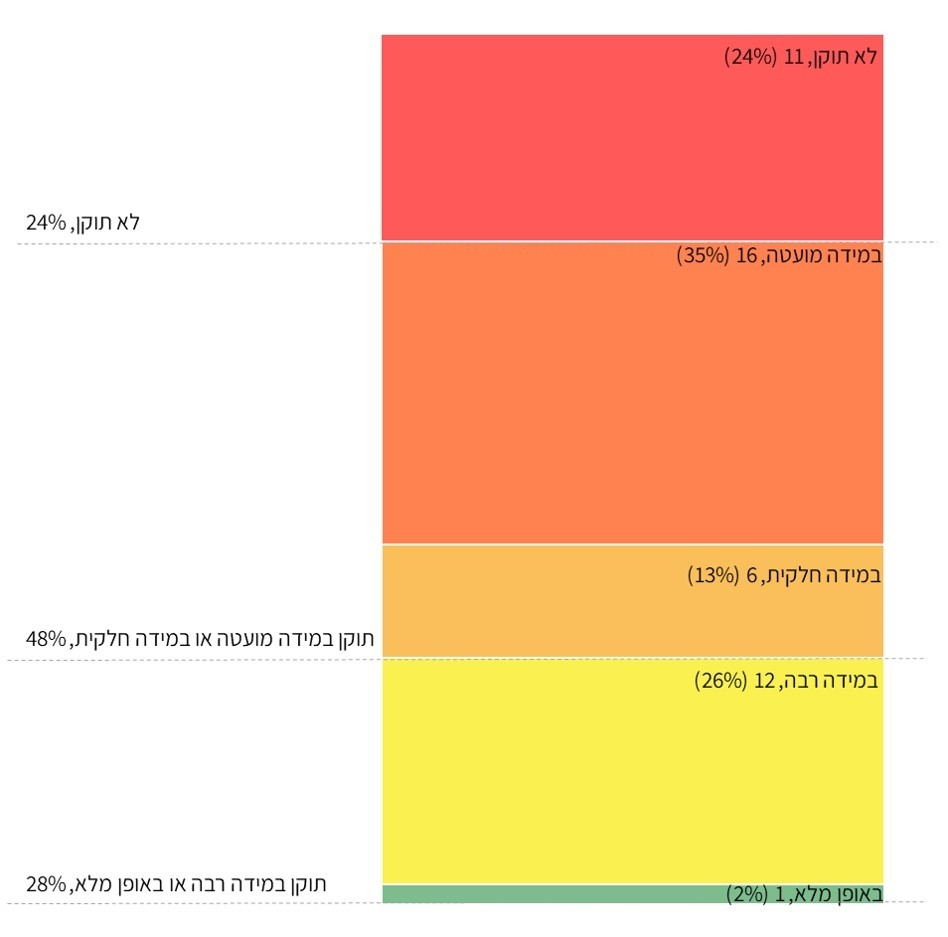 לא תוקן, 11 (24%)
לא תוקן, 24%
במידה מועטה, 16 (35%)
במידה חלקית, 6 (13%)
תוקן במידה מועטה או במידה חלקית, 48%
במידה רבה, 12 (26%)
תוקן במידה רבה או באופן מלא, 28%
באופן מלא, 1 (2%)